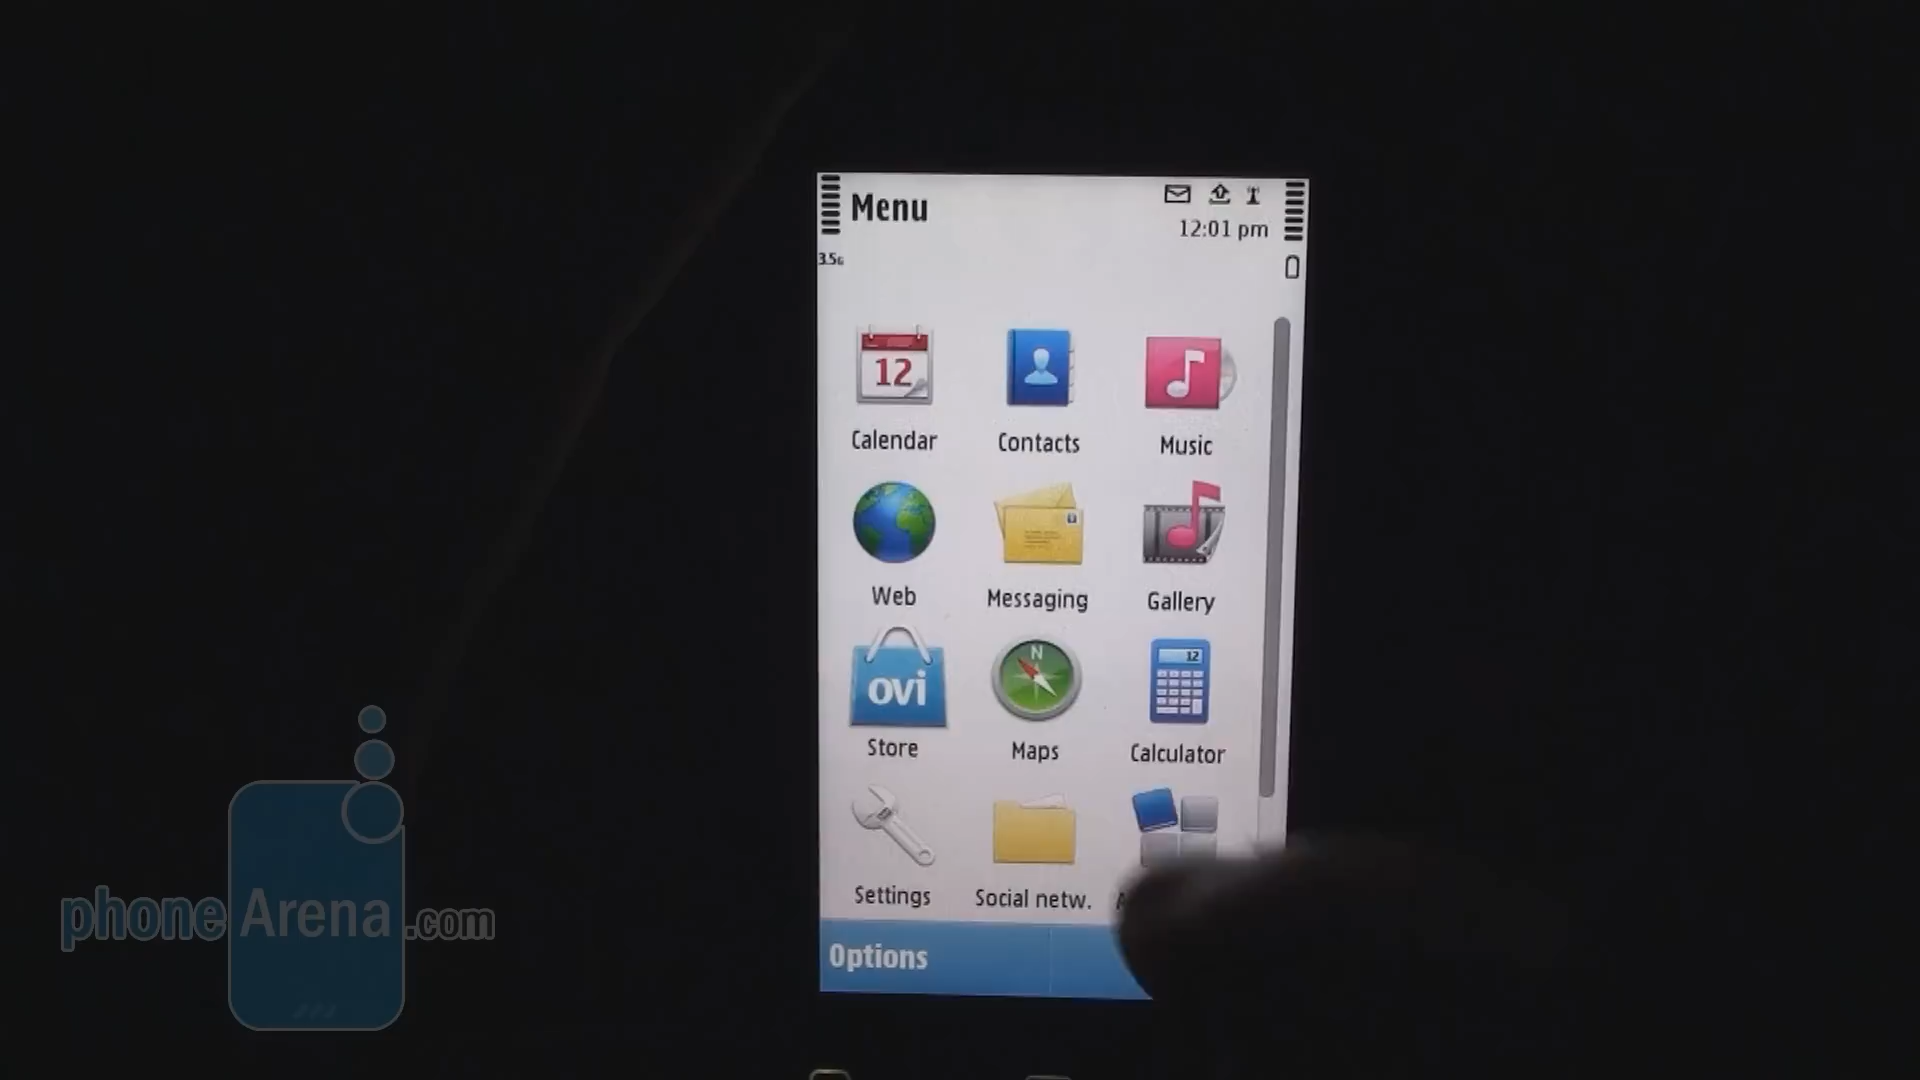 Menu
12:01 pm
3.5G
12
Calendar
Contacts
Music
Web
Messaging
Gallery
ovi
N
12
Store
Maps
Calculator
Settings
Social netw.
Options
phoneArena.com